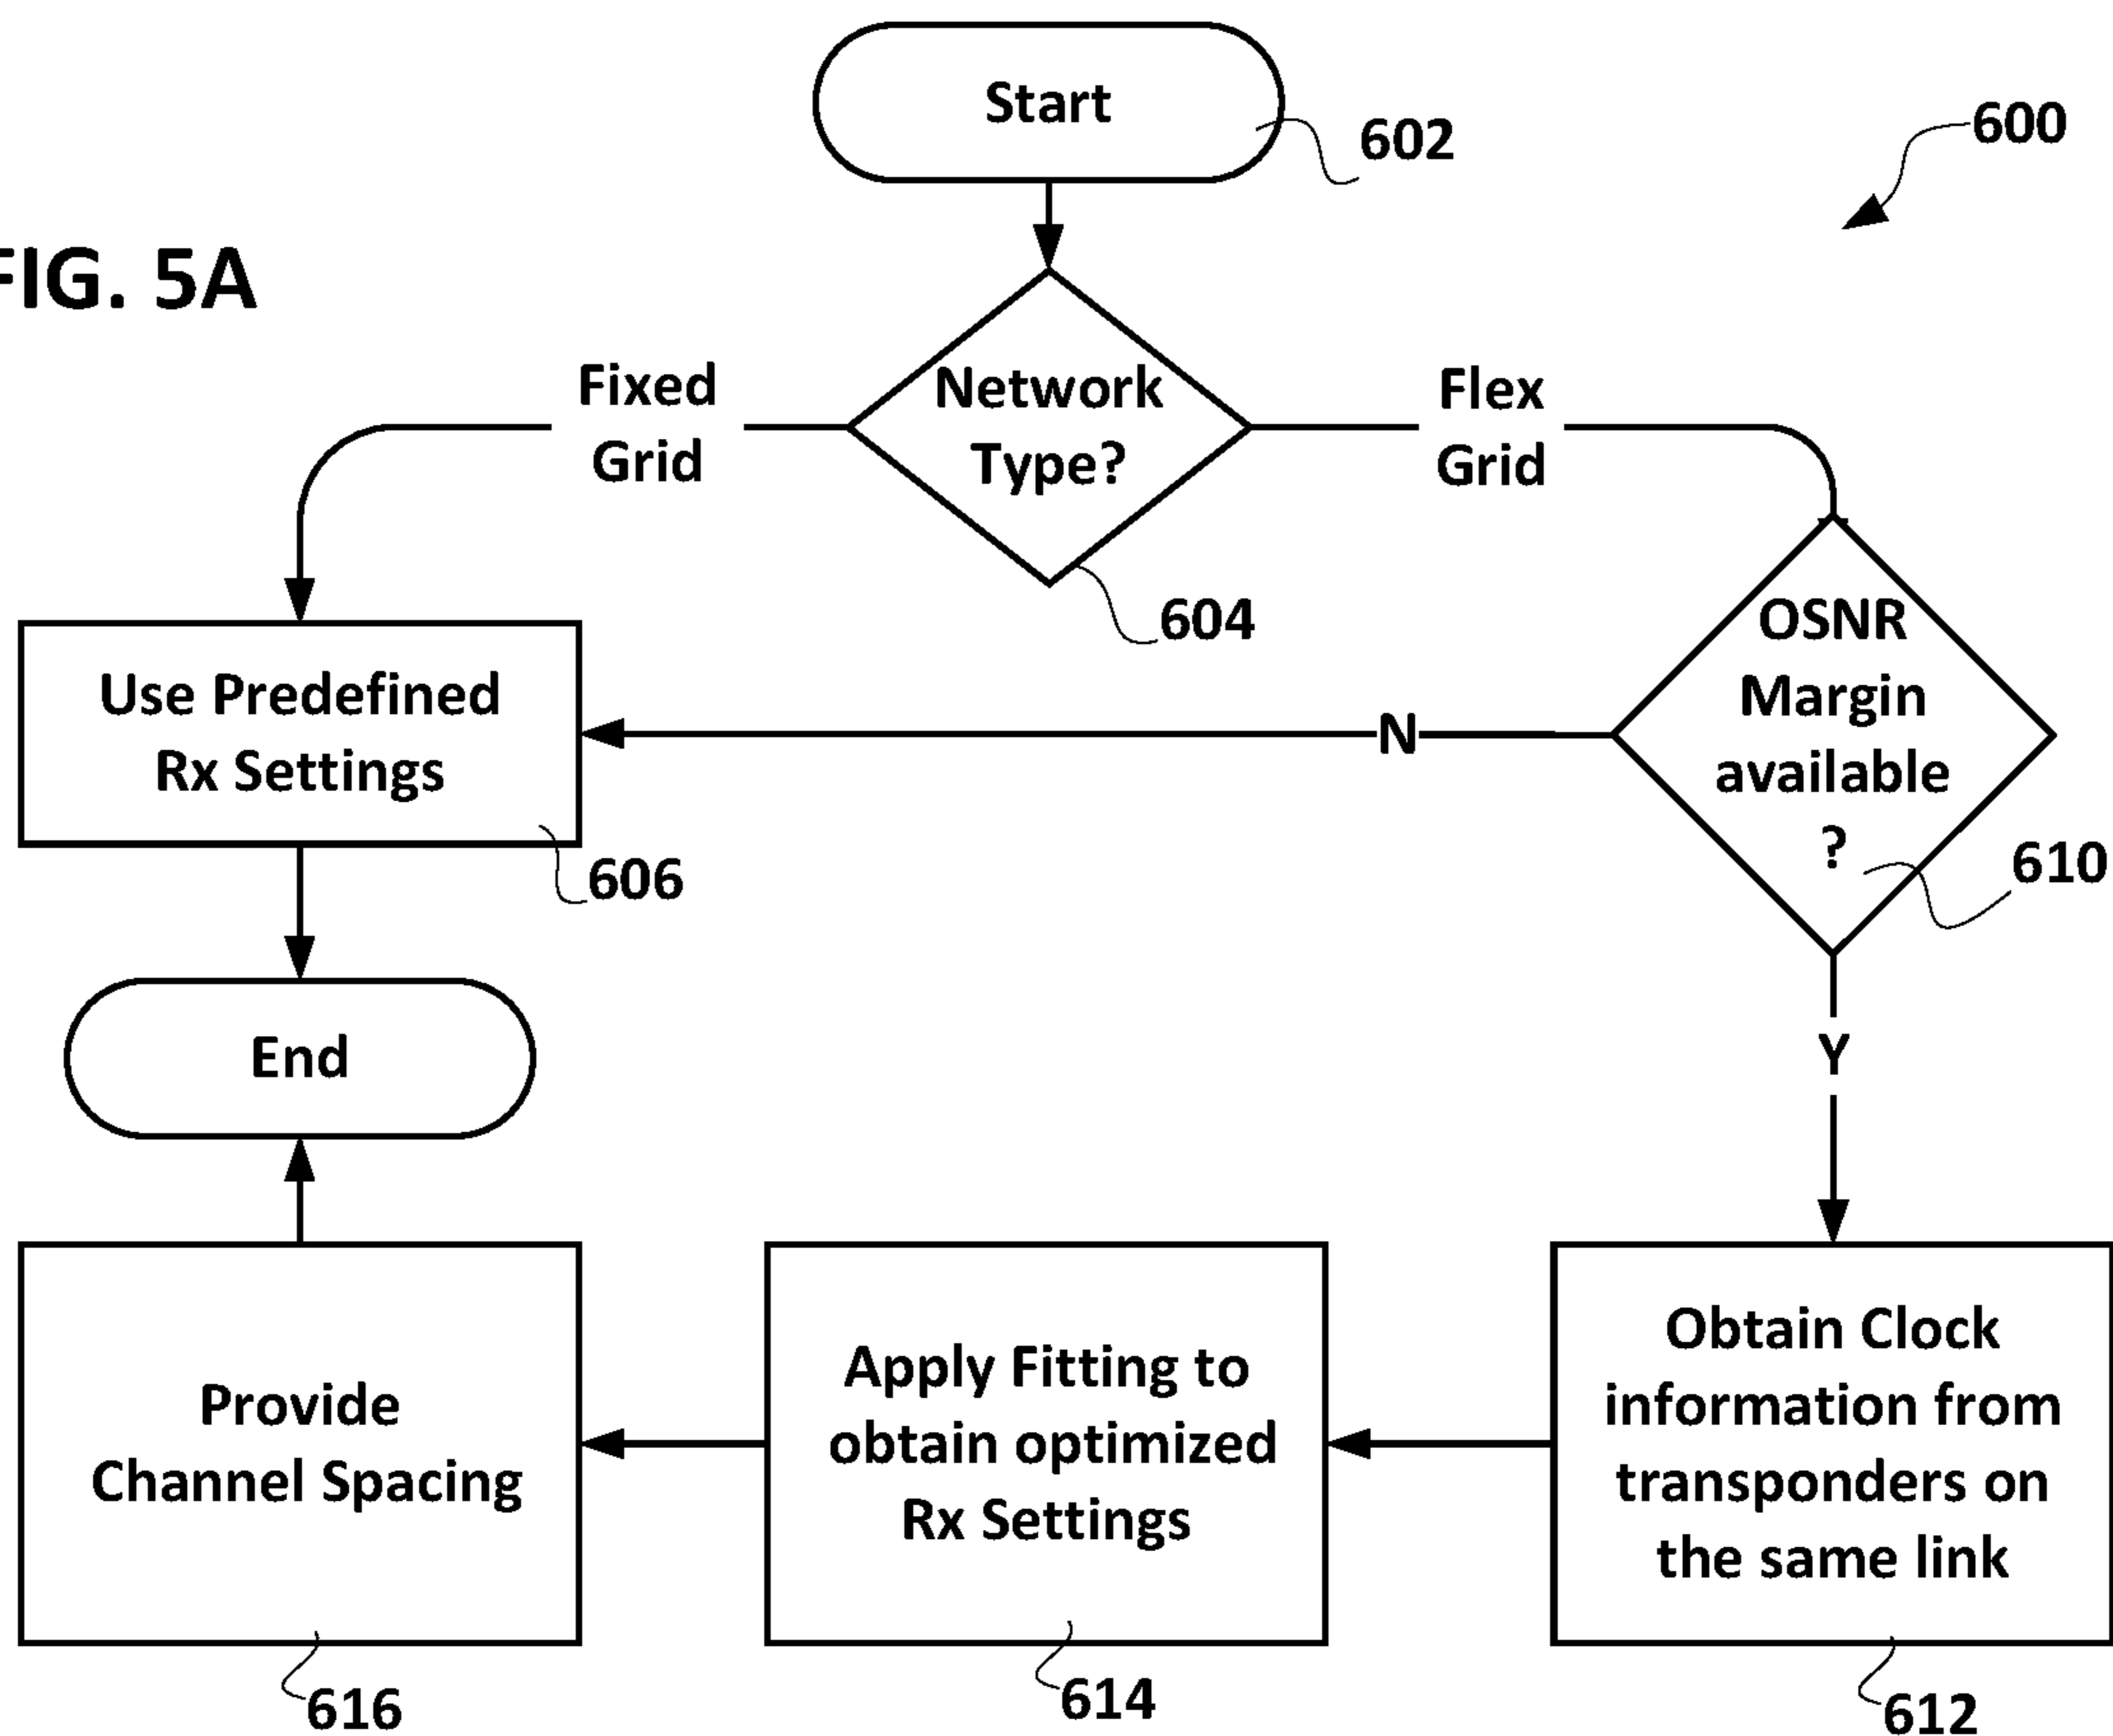 Start
602
600
FIG. 5A
Fixed
Grid
Network
Type?
Flex
Grid
604
OSNR
Margin
available
?
610
Use Predefined
Rx Settings
606
N
Y
End
Provide
Channel Spacing
616
Apply Fitting to
obtain optimized
Rx Settings
614
Obtain Clock
information from
transponders on
the same link
612